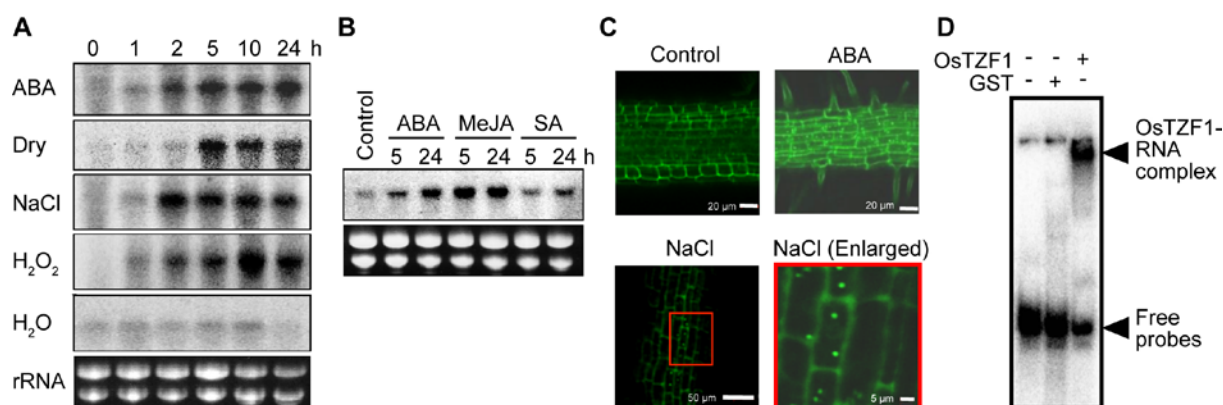 A
0 1 2 5 10 24 h
ABA
Dry
NaCl
H₂O₂
H₂O
rRNA
B
Control
ABA MeJA SA
5 24 5 24 5 24 h
C
Control
20 µm
ABA
20 µm
NaCl
50 µm
NaCl (Enlarged)
5 µm
D
OsTZF1 - - +
GST - + -
OsTZF1–
RNA
complex
Free
probes